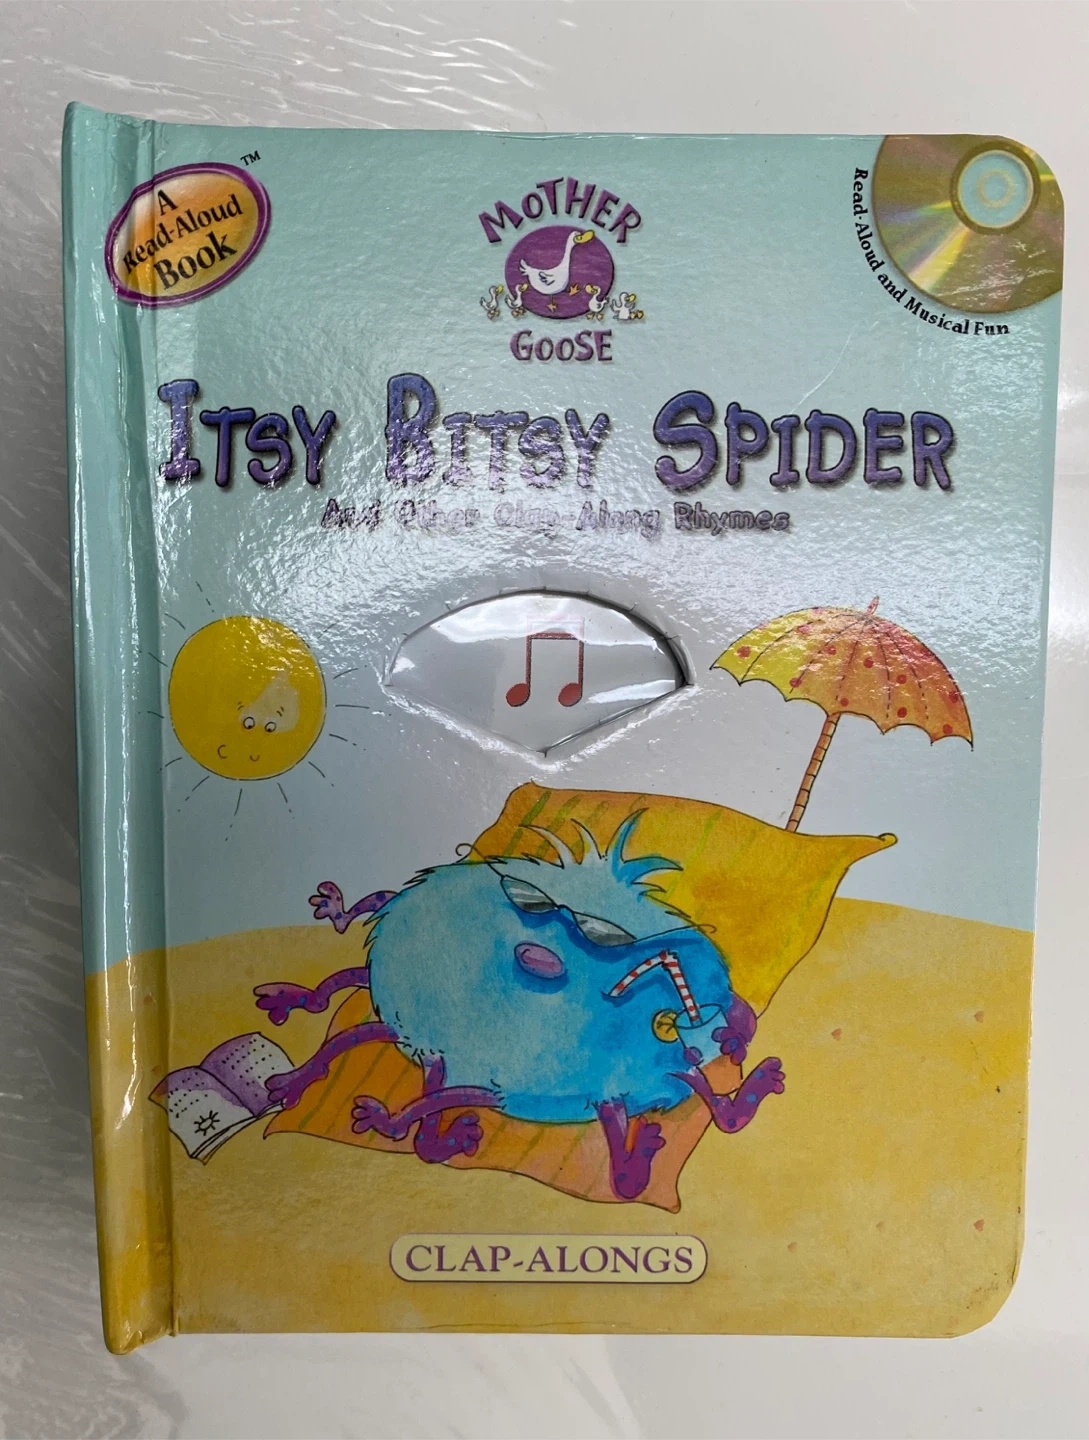 A
Read-Aloud
Book
TM
MOTHER
GOOSE
Read-Aloud and Musical Fun
ITSY BITSY SPIDER
And Other Clap-Along Rhymes
CLAP-ALONGS